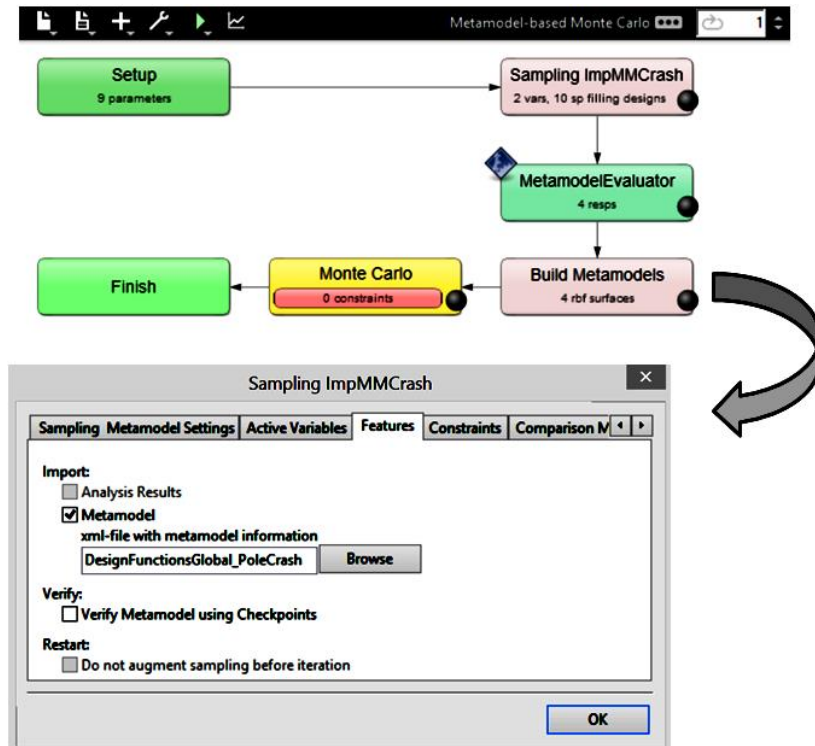 Metamodel-based Monte Carlo 1
Setup
9 parameters
Sampling ImpMMCrash
2 vars, 10 sp filling designs
MetamodelEvaluator
4 resps
Build Metamodels
4 rbf surfaces
Monte Carlo
0 constraints
Finish
Sampling ImpMMCrash
Sampling Metamodel Settings Active Variables Features Constraints Comparison M
Import:
Analysis Results
Metamodel
xml-file with metamodel information
DesignFunctionsGlobal_PoleCrash Browse
Verify:
Verify Metamodel using Checkpoints
Restart:
Do not augment sampling before iteration
OK